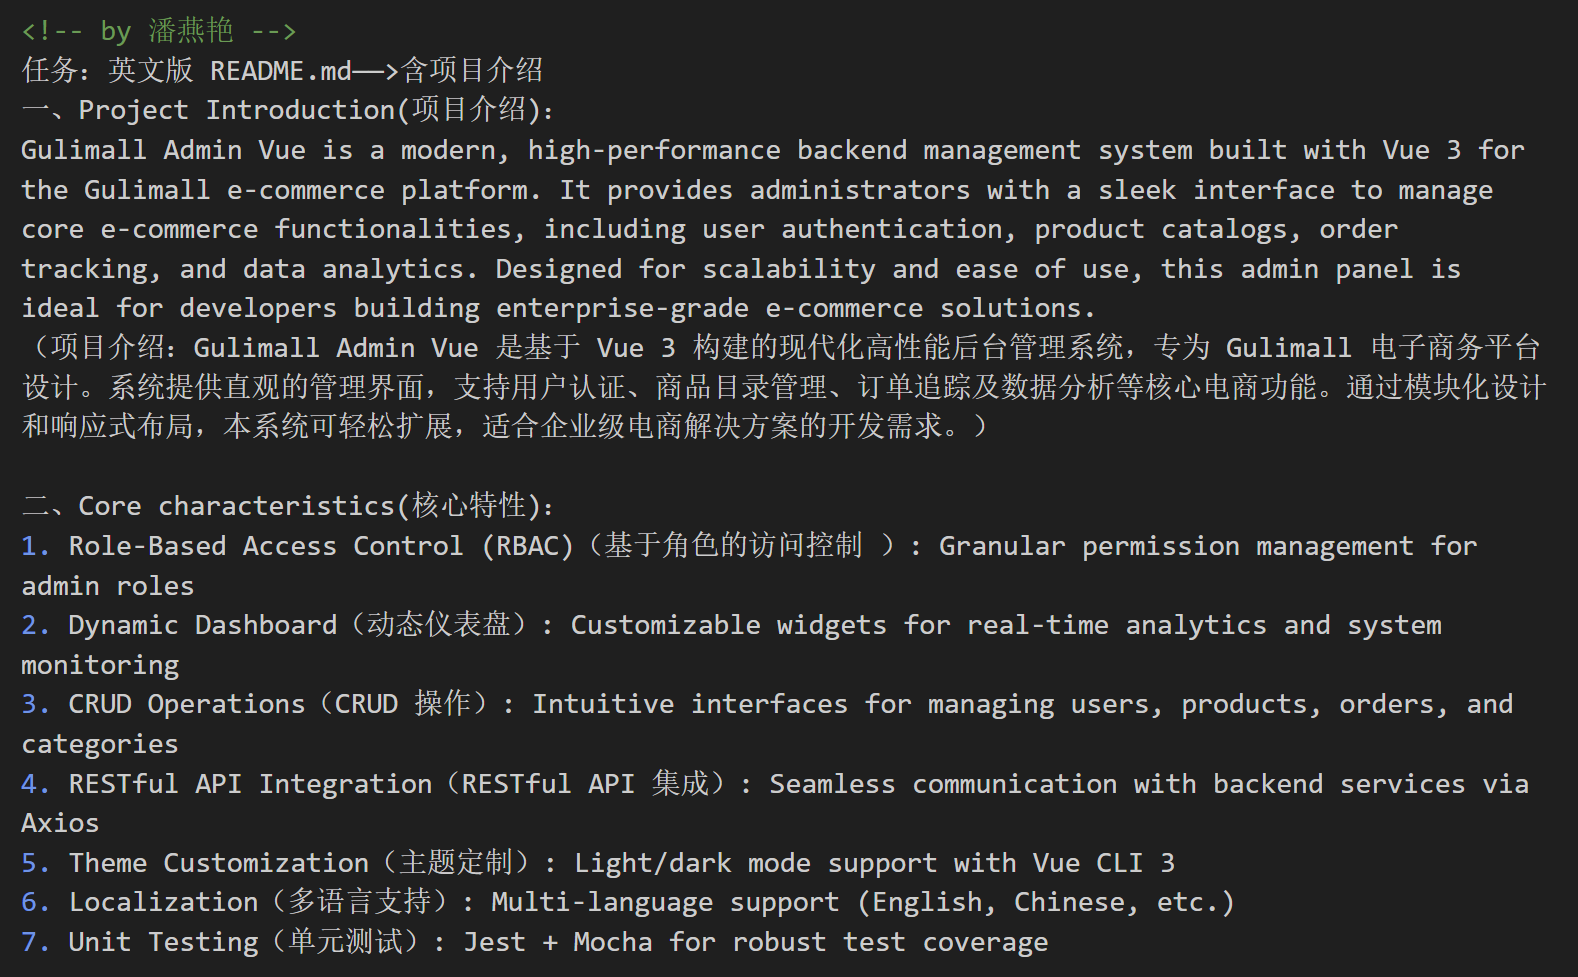 <!-- by 潘燕艳 -->
任务：英文版 README.md——>含项目介绍
一、Project Introduction(项目介绍)：
Gulimall Admin Vue is a modern, high-performance backend management system built with Vue 3 for
the Gulimall e-commerce platform. It provides administrators with a sleek interface to manage
core e-commerce functionalities, including user authentication, product catalogs, order
tracking, and data analytics. Designed for scalability and ease of use, this admin panel is
ideal for developers building enterprise-grade e-commerce solutions.
（项目介绍：Gulimall Admin Vue 是基于 Vue 3 构建的现代化高性能后台管理系统，专为 Gulimall 电子商务平台
设计。系统提供直观的管理界面，支持用户认证、商品目录管理、订单追踪及数据分析等核心电商功能。通过模块化设计
和响应式布局，本系统可轻松扩展，适合企业级电商解决方案的开发需求。）
二、Core characteristics(核心特性)：
1. Role-Based Access Control (RBAC)（基于角色的访问控制 ）: Granular permission management for
admin roles
2. Dynamic Dashboard（动态仪表盘）: Customizable widgets for real-time analytics and system
monitoring
3. CRUD Operations（CRUD 操作）: Intuitive interfaces for managing users, products, orders, and
categories
4. RESTful API Integration（RESTful API 集成）: Seamless communication with backend services via
Axios
5. Theme Customization（主题定制）: Light/dark mode support with Vue CLI 3
6. Localization（多语言支持）: Multi-language support (English, Chinese, etc.)
7. Unit Testing（单元测试）: Jest + Mocha for robust test coverage